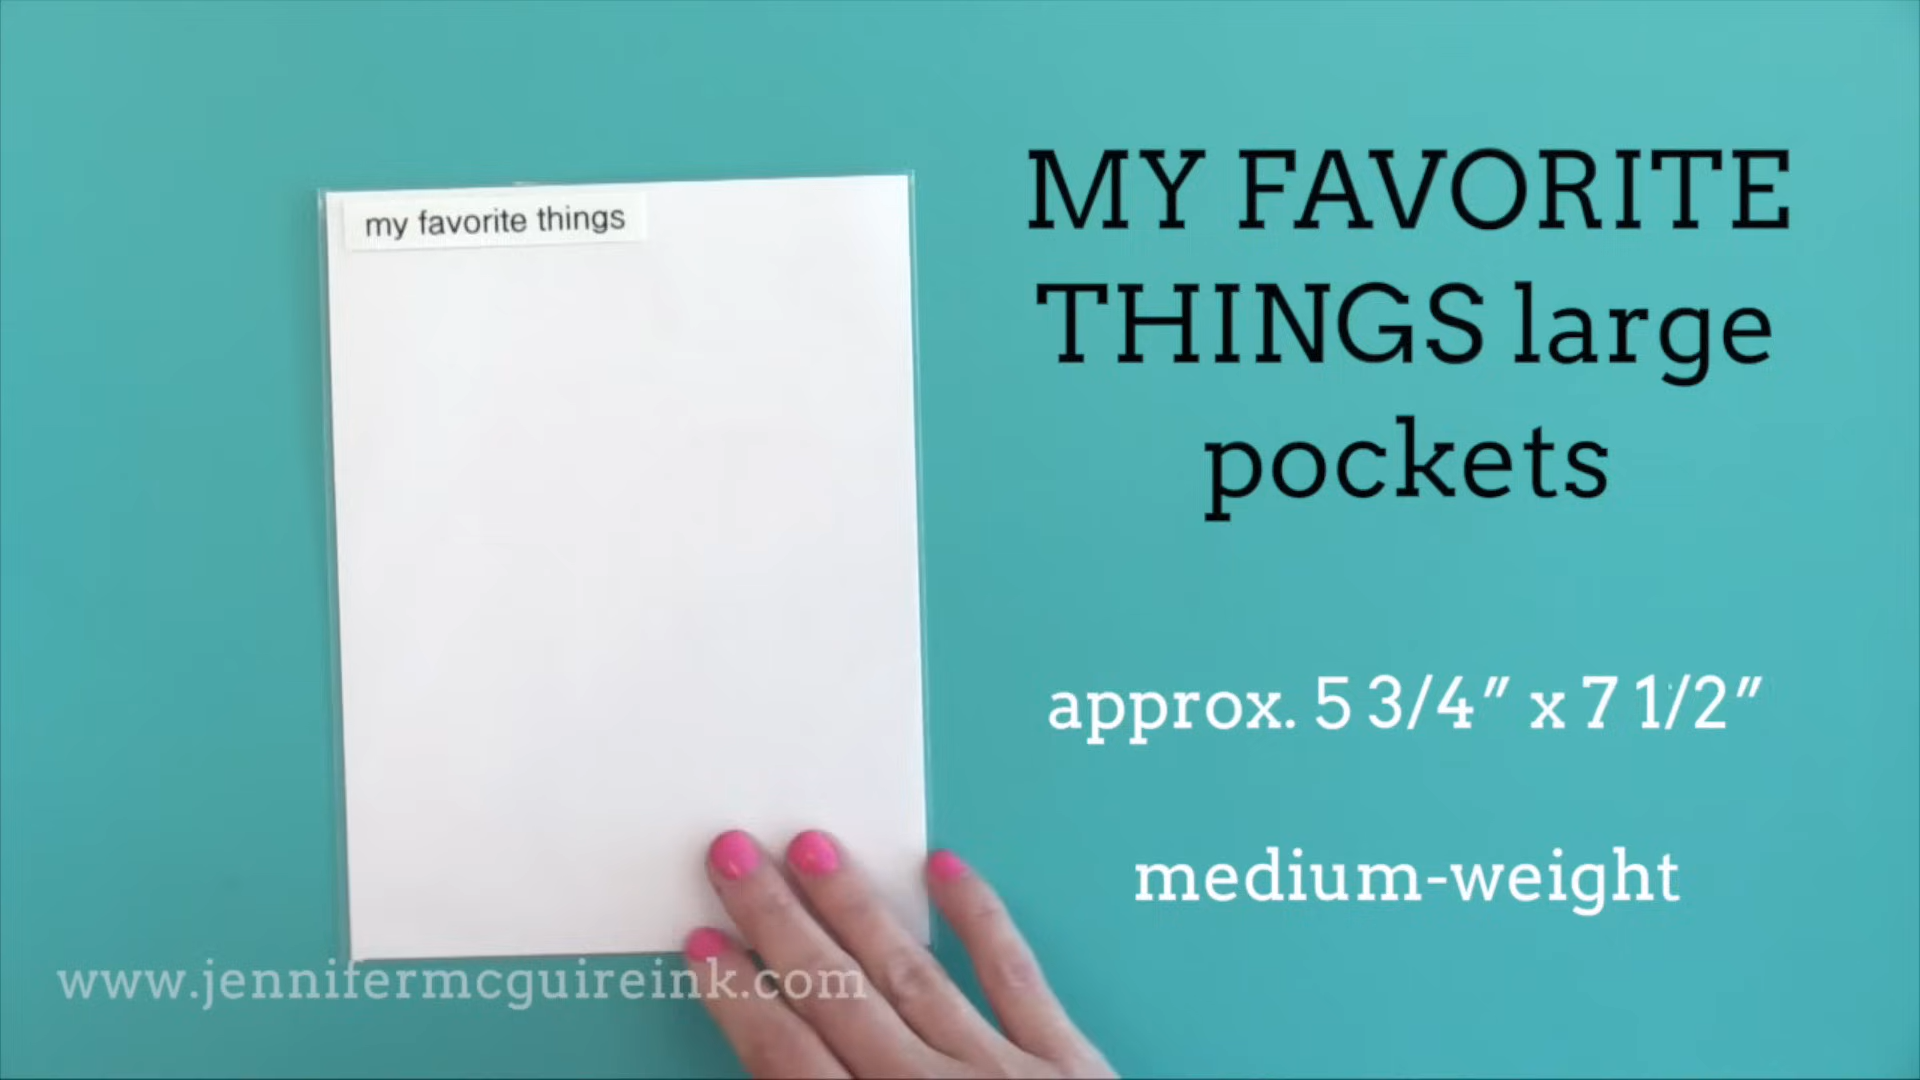 my favorite things
MY FAVORITE
THINGS large
pockets
approx. 5 3/4” x 7 1/2”
medium-weight
www.jennifermcguireink.com